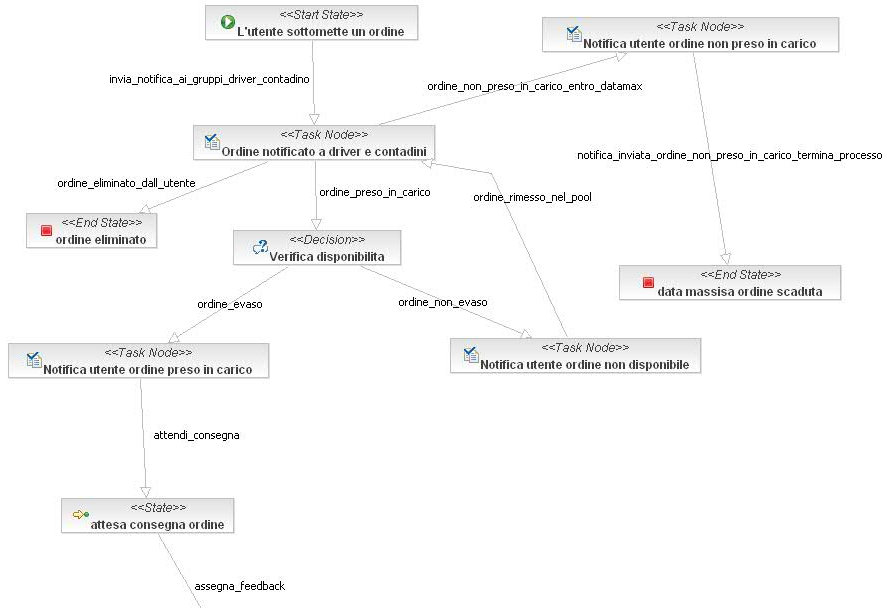 <<Start State>>
L'utente sottomette un ordine
<<Task Node>>
Notifica utente ordine non preso in carico
invia_notifica_ai_gruppi_driver_contadino
ordine_non_preso_in_carico_entro_datamax
<<Task Node>>
Ordine notificato a driver e contadini
notifica_inviata_ordine_non_preso_in_carico_termina_processo
ordine_eliminato_dall_utente
ordine_preso_in_carico
ordine_rimesso_nel_pool
<<End State>>
ordine eliminato
<<Decision>>
Verifica disponibilita
<<End State>>
data massisa ordine scaduta
ordine_evaso
ordine_non_evaso
<<Task Node>>
Notifica utente ordine preso in carico
<<Task Node>>
Notifica utente ordine non disponibile
attendi_consegna
<<State>>
attesa consegna ordine
assegna_feedback